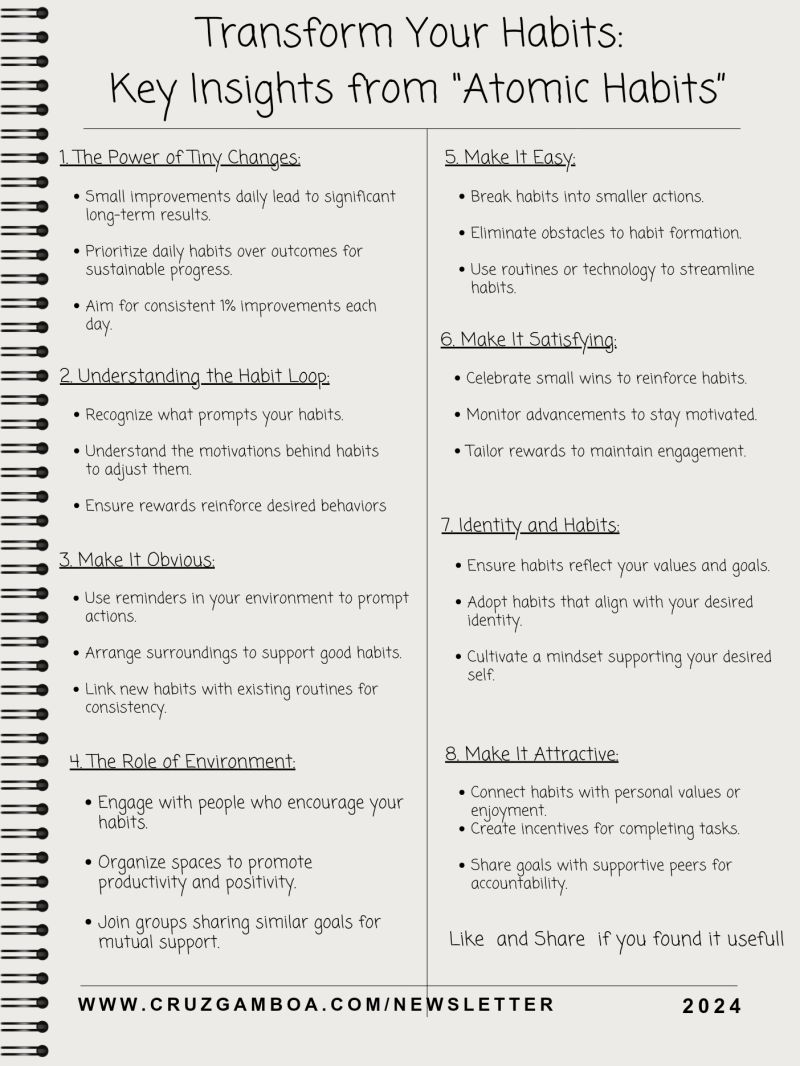 Transform Your Habits:
Key Insights from "Atomic Habits"
1. The Power of Tiny Changes:
• Small improvements daily lead to significant
long-term results.
• Prioritize daily habits over outcomes for
sustainable progress.
• Aim for consistent 1% improvements each
day.
2. Understanding the Habit Loop:
• Recognize what prompts your habits.
• Understand the motivations behind habits
to adjust them.
• Ensure rewards reinforce desired behaviors
3. Make It Obvious:
• Use reminders in your environment to prompt
actions.
• Arrange surroundings to support good habits.
• Link new habits with existing routines for
consistency.
4. The Role of Environment:
• Engage with people who encourage your
habits.
• Organize spaces to promote
productivity and positivity.
• Join groups sharing similar goals for
mutual support.
5. Make It Easy:
• Break habits into smaller actions.
• Eliminate obstacles to habit formation.
• Use routines or technology to streamline
habits.
6. Make It Satisfying:
• Celebrate small wins to reinforce habits.
• Monitor advancements to stay motivated.
• Tailor rewards to maintain engagement.
7. Identity and Habits:
• Ensure habits reflect your values and goals.
• Adopt habits that align with your desired
identity.
• Cultivate a mindset supporting your desired
self.
8. Make It Attractive:
• Connect habits with personal values or
enjoyment.
• Create incentives for completing tasks.
• Share goals with supportive peers for
accountability.
Like and Share if you found it usefull
WWW.CRUZGAMBOA.COM/NEWSLETTER
2024